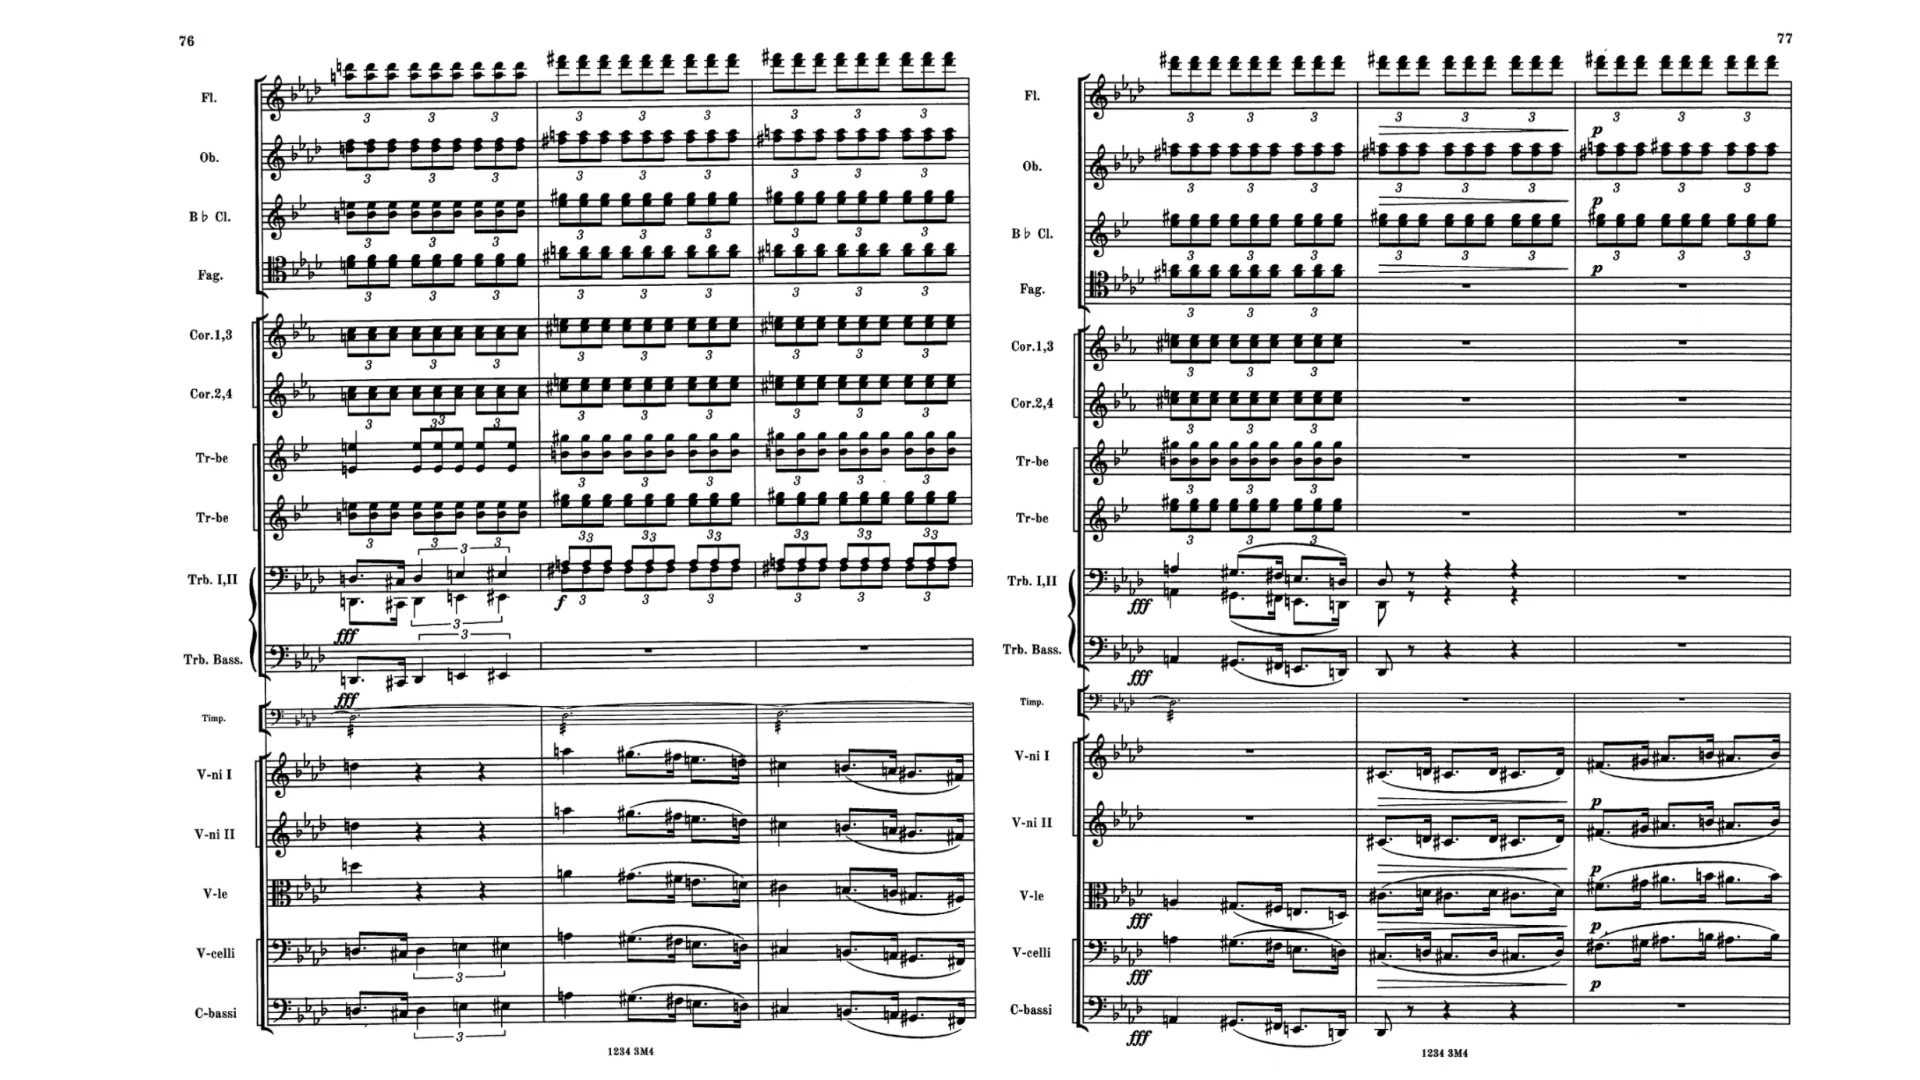 76
Fl.
Ob.
B♭ Cl.
Fag.
Cor.1,3
Cor.2,4
Tr-be
Tr-be
Trb. I,II
f
fff
Trb. Bass.
fff
Timp.
V-ni I
V-ni II
V-le
V-celli
C-bassi
1234 3M4
77
Fl.
p
Ob.
p
B♭ Cl.
p
Fag.
Cor.1,3
Cor.2,4
Tr-be
Tr-be
Trb. I,II
fff
Trb. Bass.
fff
Timp.
V-ni I
p
V-ni II
p
V-le
fff
p
V-celli
fff
p
C-bassi
fff
1234 3M4